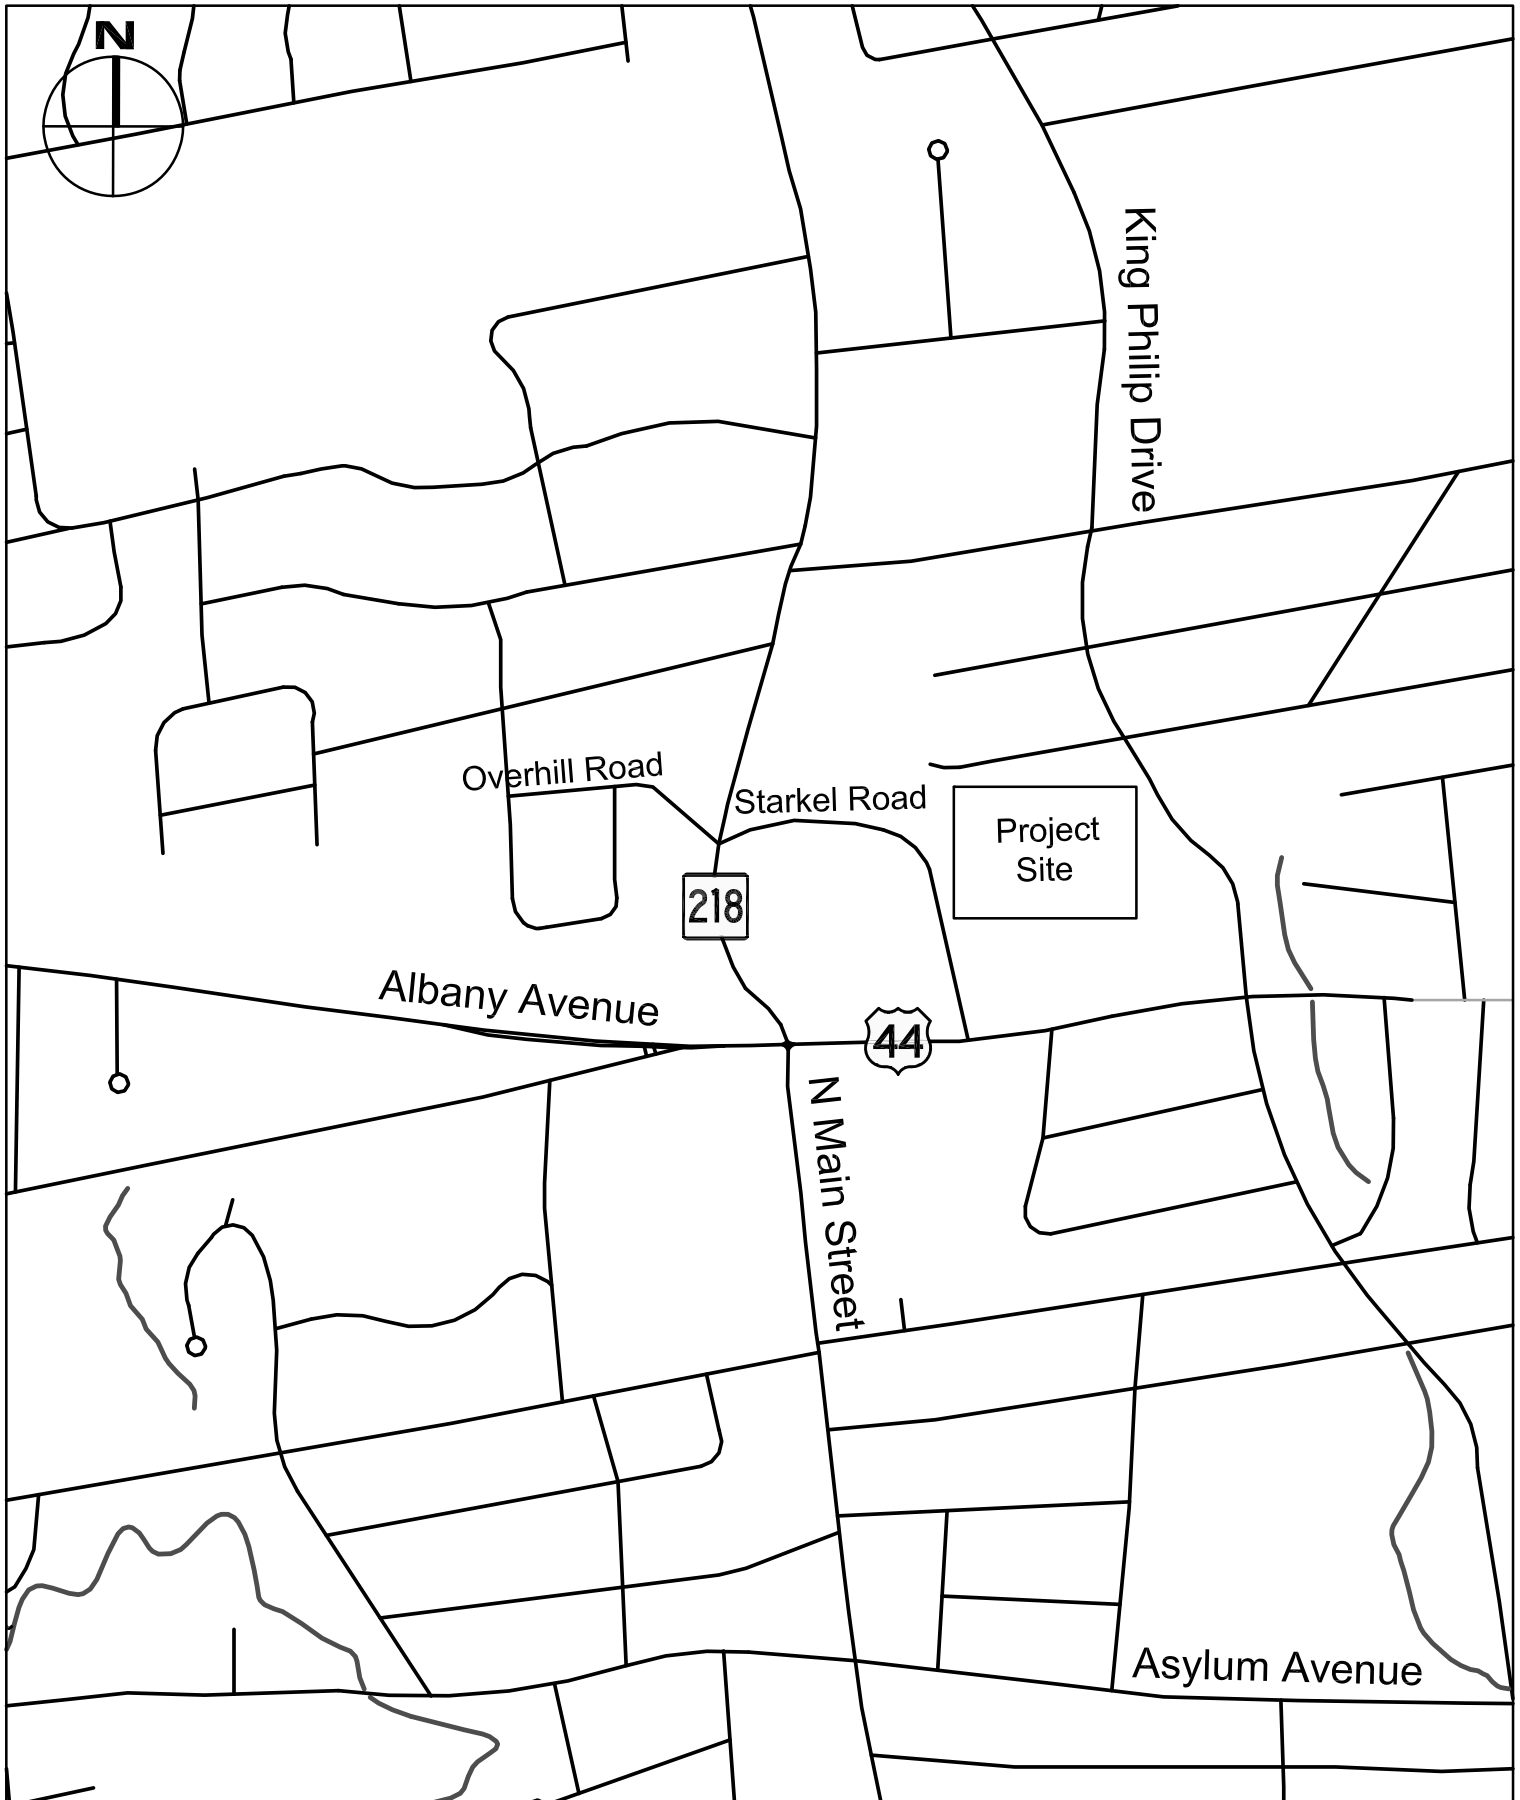 N
King Philip Drive
Overhill Road
Starkel Road
Project
Site
218
Albany Avenue
44
N Main Street
Asylum Avenue